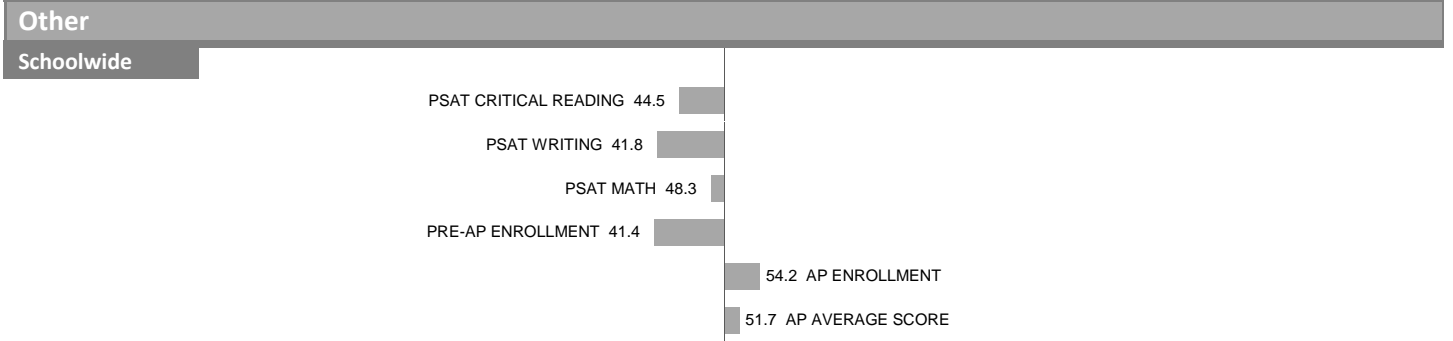 Other
Schoolwide
PSAT CRITICAL READING 44.5
PSAT WRITING 41.8
PSAT MATH 48.3
PRE-AP ENROLLMENT 41.4
54.2 AP ENROLLMENT
51.7 AP AVERAGE SCORE